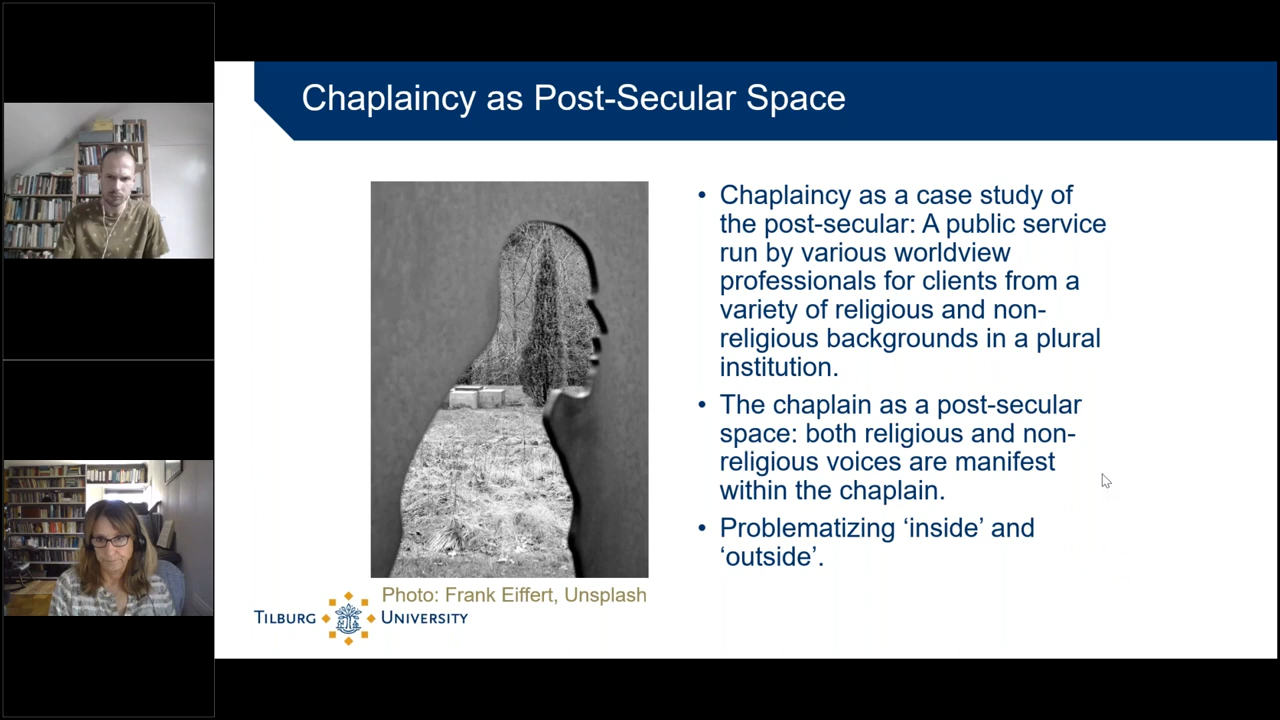 Chaplaincy as Post-Secular Space
• Chaplaincy as a case study of
the post-secular: A public service
run by various worldview
professionals for clients from a
variety of religious and non-
religious backgrounds in a plural
institution.
• The chaplain as a post-secular
space: both religious and non-
religious voices are manifest
within the chaplain.
• Problematizing ‘inside’ and
‘outside’.
Photo: Frank Eiffert, Unsplash
TILBURG UNIVERSITY